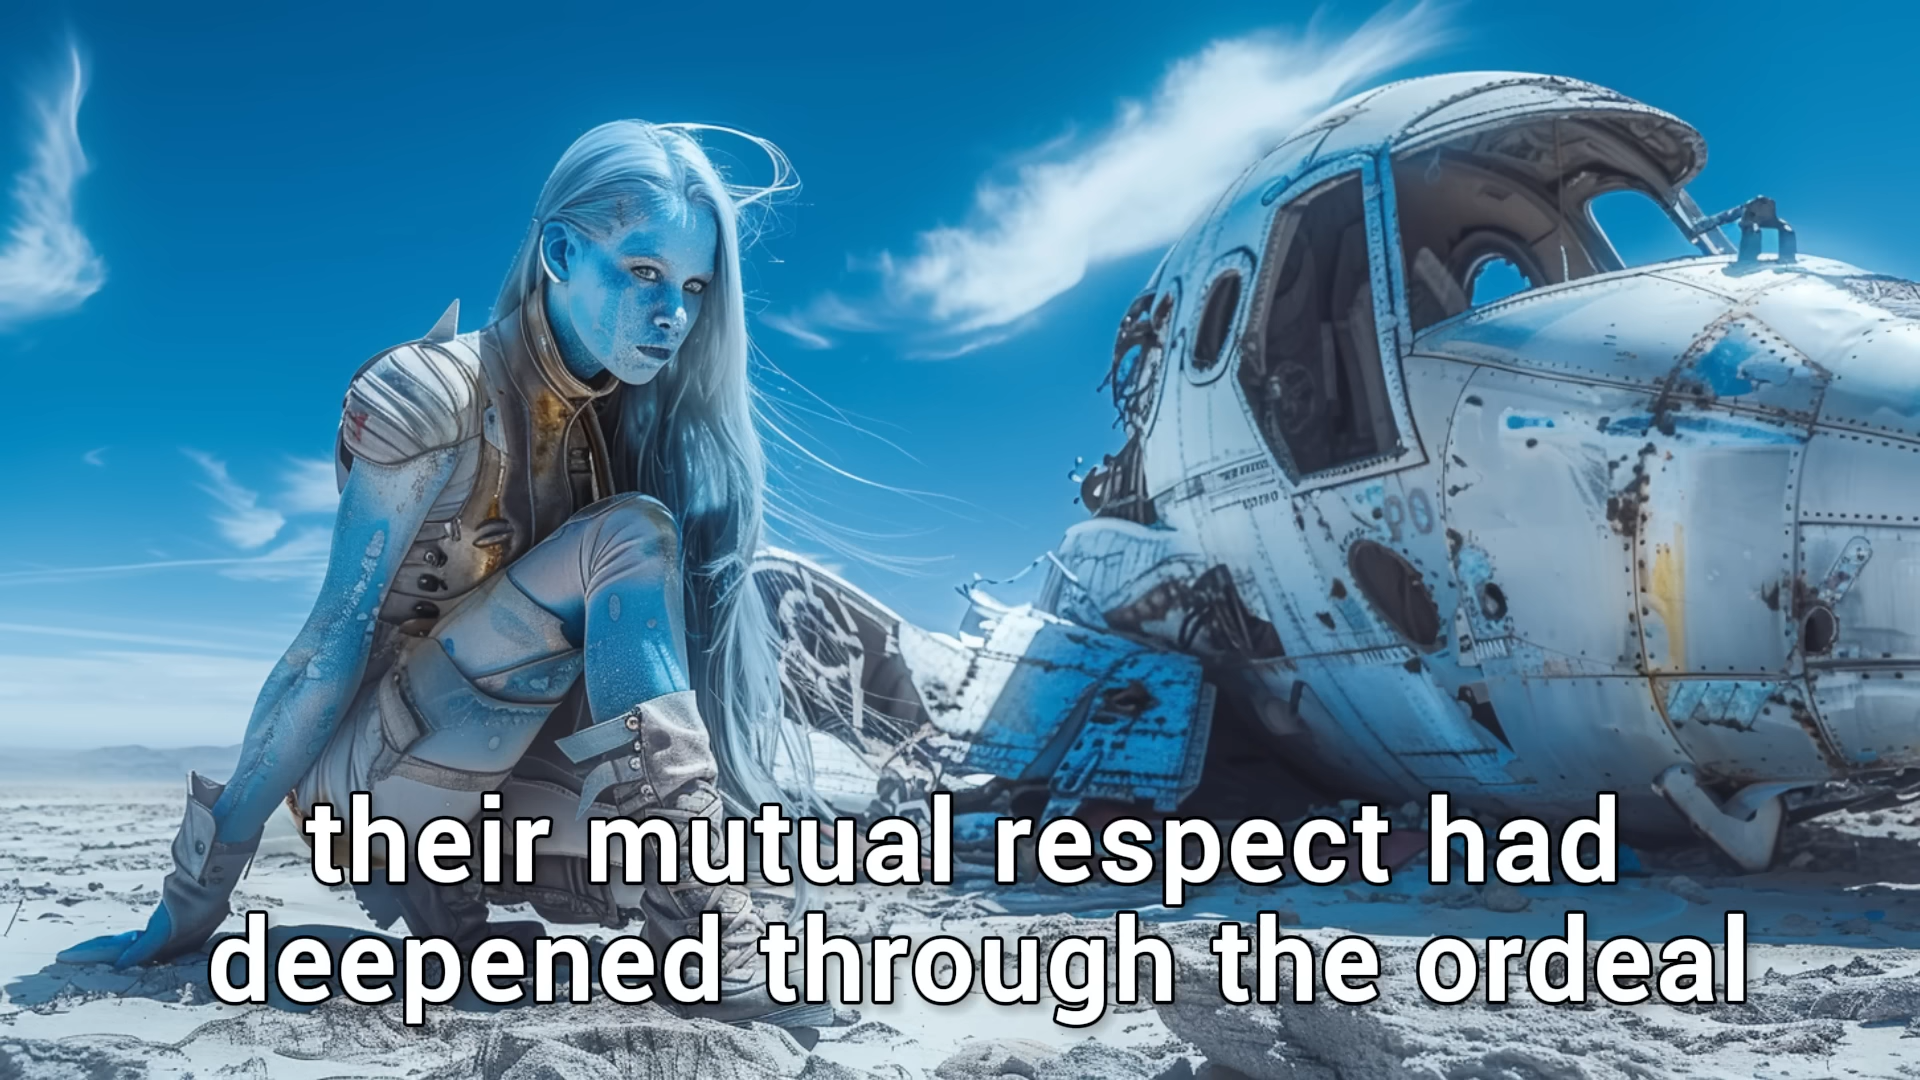 their mutual respect had
deepened through the ordeal